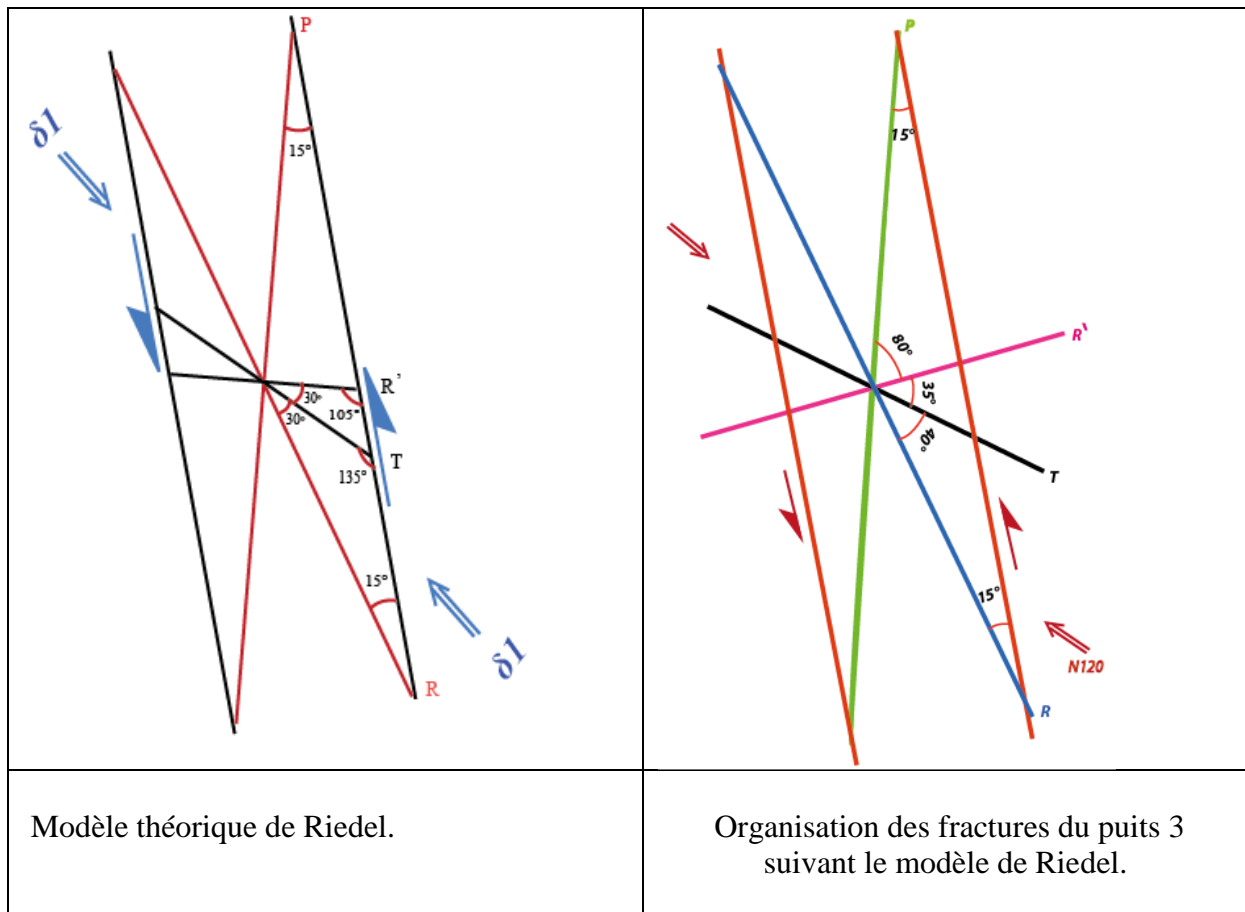 P
δ1
15°
R'
30°
30°
105°
T
135°
15°
δ1
R
P
15°
80°
R'
35°
40°
T
15°
N120
R
Modèle théorique de Riedel.
Organisation des fractures du puits 3
suivant le modèle de Riedel.